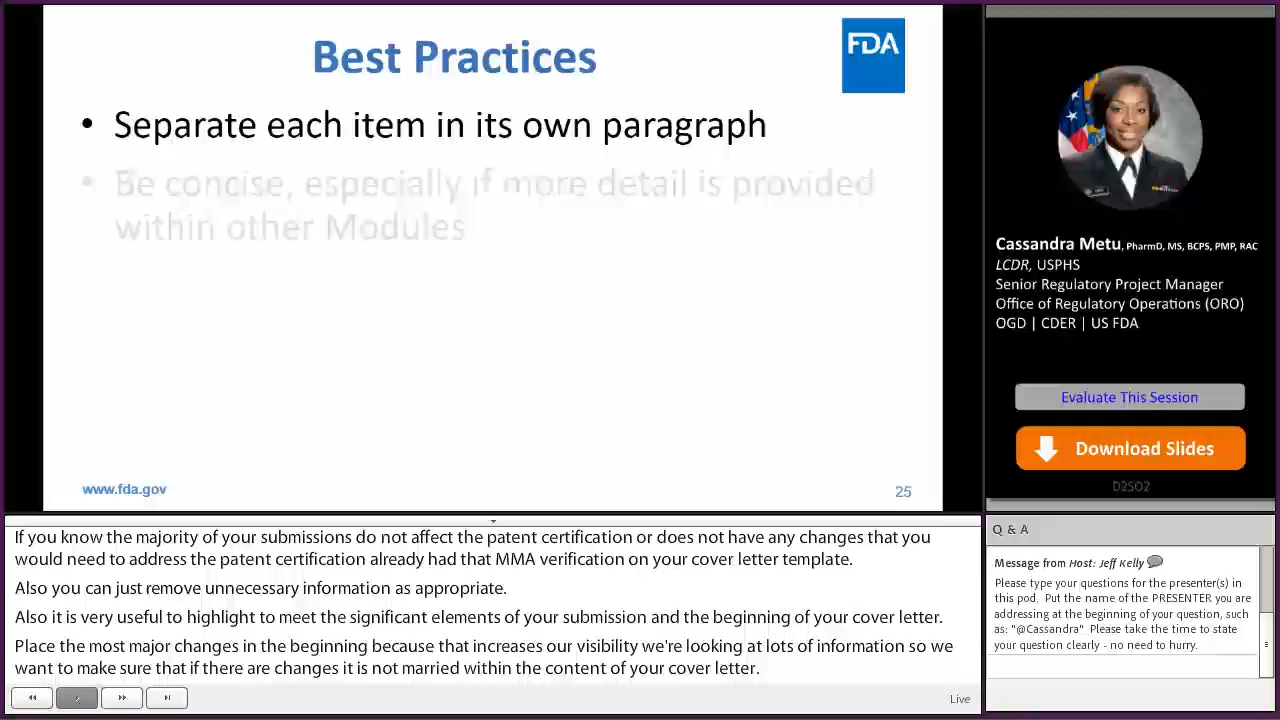 Best Practices
FDA
• Separate each item in its own paragraph
• Be concise, especially if more detail is provided
within other Modules
www.fda.gov
25
Cassandra Metu, PharmD, MS, BCPS, PMP, RAC
LCDR, USPHS
Senior Regulatory Project Manager
Office of Regulatory Operations (ORO)
OGD | CDER | US FDA
Evaluate This Session
Download Slides
D2SO2
If you know the majority of your submissions do not affect the patent certification or does not have any changes that you
would need to address the patent certification already had that MMA verification on your cover letter template.
Also you can just remove unnecessary information as appropriate.
Also it is very useful to highlight to meet the significant elements of your submission and the beginning of your cover letter.
Place the most major changes in the beginning because that increases our visibility we're looking at lots of information so we
want to make sure that if there are changes it is not married within the content of your cover letter.
Live
Q & A
Message from Host: Jeff Kelly
Please type your questions for the presenter(s) in
this pod. Put the name of the PRESENTER you are
addressing at the beginning of your question, such
as: "@Cassandra" Please take the time to state
your question clearly - no need to hurry.